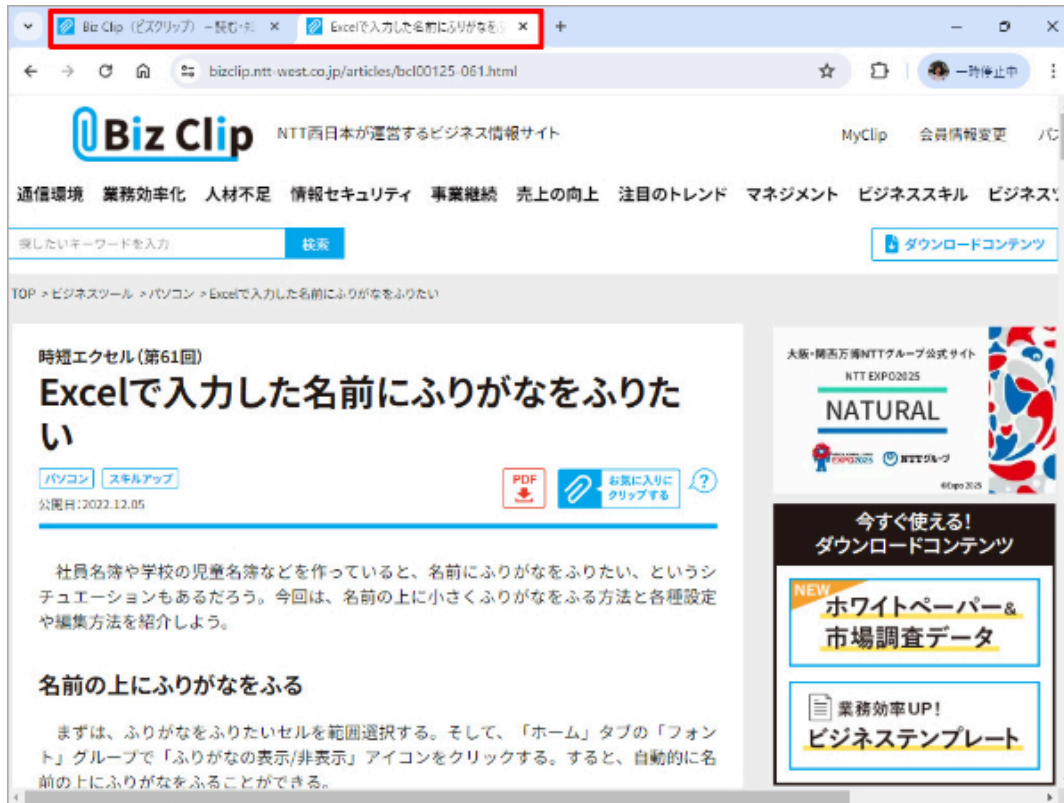 Biz Clip（ビズクリップ）－読む・知
Excelで入力した名前にふりがなをふ
bizclip.ntt-west.co.jp/articles/bcl00125-061.html
一時停止中
Biz Clip
NTT西日本が運営するビジネス情報サイト
MyClip 会員情報変更 パス
通信環境 業務効率化 人材不足 情報セキュリティ 事業継続 売上の向上 注目のトレンド マネジメント ビジネススキル ビジネスツ
探したいキーワードを入力 検索
ダウンロードコンテンツ
TOP >ビジネスツール >パソコン >Excelで入力した名前にふりがなをふりたい
時短エクセル（第61回）
Excelで入力した名前にふりがなをふりた
い
パソコン スキルアップ
PDF
お気に入りに
クリップする
?
公開日：2022.12.05
社員名簿や学校の児童名簿などを作っていると、名前にふりがなをふりたい、というシ
チュエーションもあるだろう。今回は、名前の上に小さくふりがなをふる方法と各種設定
や編集方法を紹介しよう。
名前の上にふりがなをふる
まずは、ふりがなをふりたいセルを範囲選択する。そして、「ホーム」タブの「フォン
ト」グループで「ふりがなの表示/非表示」アイコンをクリックする。すると、自動的に名
前の上にふりがなをふることができる。
大阪・関西万博NTTグループ公式サイト
NTT EXPO2025
NATURAL
EXPO2025 NTTグループ
©Expo 2025
今すぐ使える！
ダウンロードコンテンツ
NEW
ホワイトペーパー&
市場調査データ
業務効率UP！
ビジネステンプレート